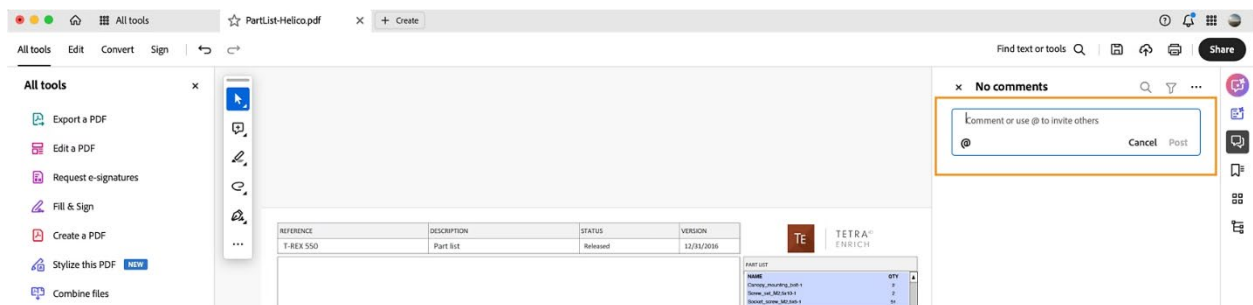 All tools
PartList-Helico.pdf
+ Create
All tools Edit Convert Sign
Find text or tools
Share
All tools
Export a PDF
Edit a PDF
Request e-signatures
Fill & Sign
Create a PDF
Stylize this PDF NEW
Combine files
No comments
Comment or use @ to invite others
@ Cancel Post
REFERENCE DESCRIPTION STATUS VERSION
T-REX 550 Part list Released 12/31/2016
TE TETRA
ENRICH
PART LIST
NAME QTY
Canopy_mounting_bolt-1